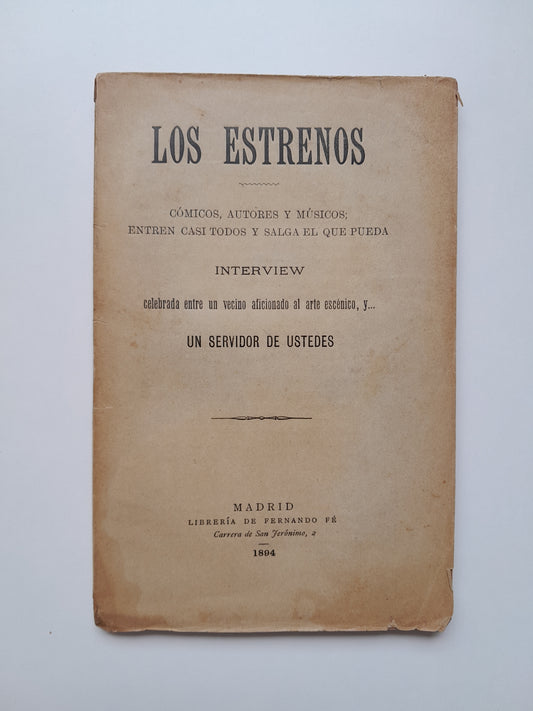 LOS ESTRENOS
CÓMICOS, AUTORES Y MÚSICOS;
ENTREN CASI TODOS Y SALGA EL QUE PUEDA
INTERVIEW
celebrada entre un vecino aficionado al arte escénico, y...
UN SERVIDOR DE USTEDES
MADRID
LIBRERÍA DE FERNANDO FÉ
Carrera de San Jerónimo, 2
1894